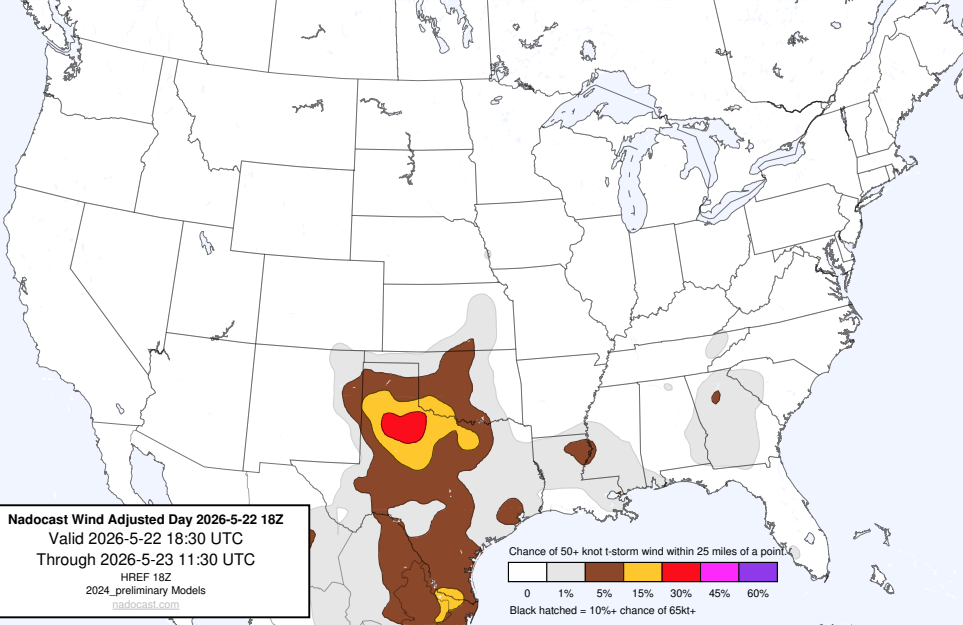 Nadocast Wind Adjusted Day 2026-5-22 18Z
Valid 2026-5-22 18:30 UTC
Through 2026-5-23 11:30 UTC
HREF 18Z
2024_preliminary Models
nadocast.com
Chance of 50+ knot t-storm wind within 25 miles of a point.
0 1% 5% 15% 30% 45% 60%
Black hatched = 10%+ chance of 65kt+